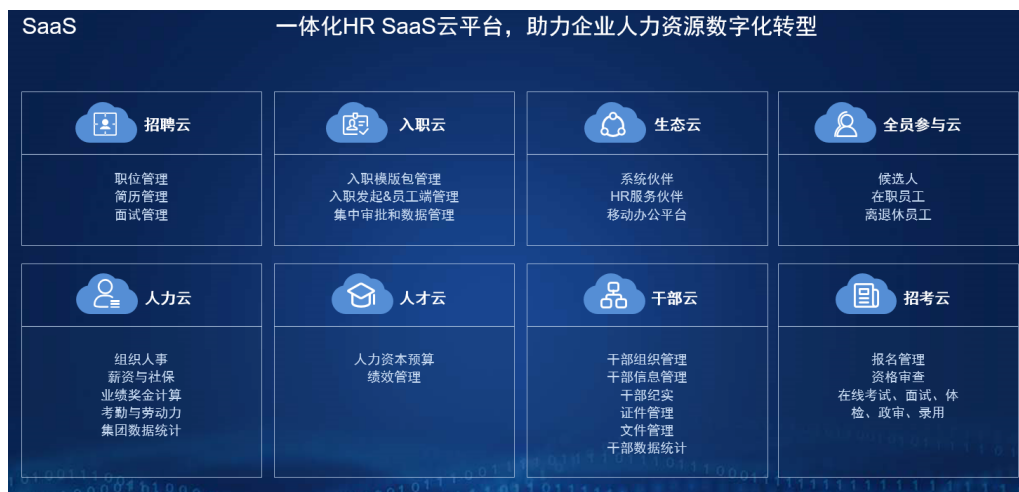 SaaS
一体化HR SaaS云平台，助力企业人力资源数字化转型
招聘云
职位管理
简历管理
面试管理
入职云
入职模版包管理
入职发起&员工端管理
集中审批和数据管理
生态云
系统伙伴
HR服务伙伴
移动办公平台
全员参与云
候选人
在职员工
离退休员工
人力云
组织人事
薪资与社保
业绩奖金计算
考勤与劳动力
集团数据统计
人才云
人力资本预算
绩效管理
干部云
干部组织管理
干部信息管理
干部纪实
证件管理
文件管理
干部数据统计
招考云
报名管理
资格审查
在线考试、面试、体
检、政审、录用